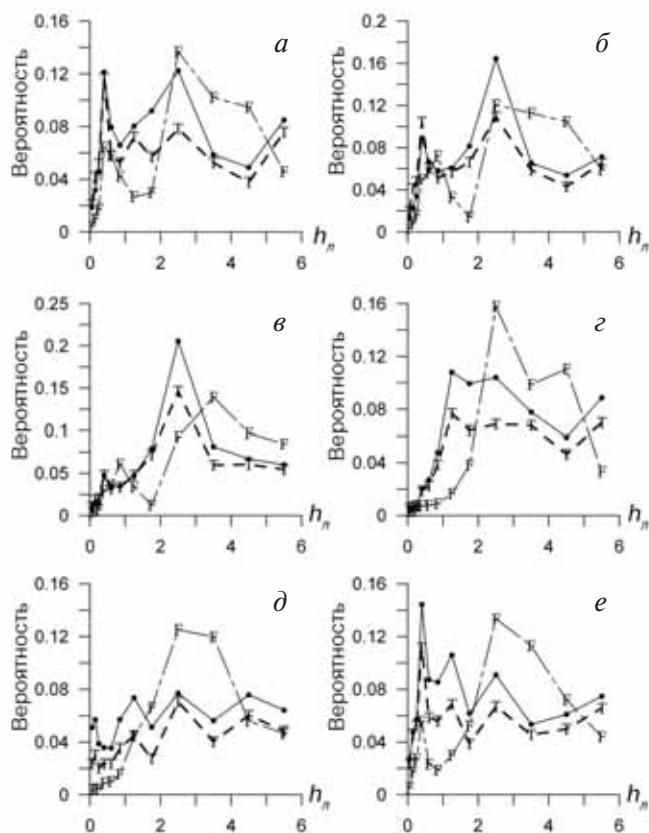 а
Вероятность
0.16
0.12
0.08
0.04
0
0 2 4 6
hл
б
Вероятность
0.2
0.16
0.12
0.08
0.04
0
0 2 4 6
hл
в
Вероятность
0.25
0.2
0.15
0.1
0.05
0
0 2 4 6
hл
г
Вероятность
0.16
0.12
0.08
0.04
0
0 2 4 6
hл
д
Вероятность
0.16
0.12
0.08
0.04
0
0 2 4 6
hл
е
Вероятность
0.16
0.12
0.08
0.04
0
0 2 4 6
hл